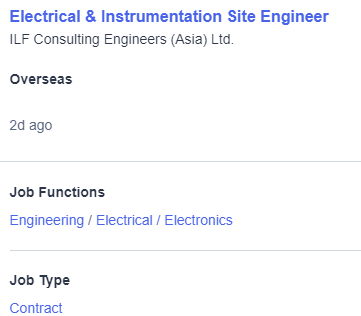 Electrical & Instrumentation Site Engineer
ILF Consulting Engineers (Asia) Ltd.
Overseas
2d ago
Job Functions
Engineering / Electrical / Electronics
Job Type
Contract